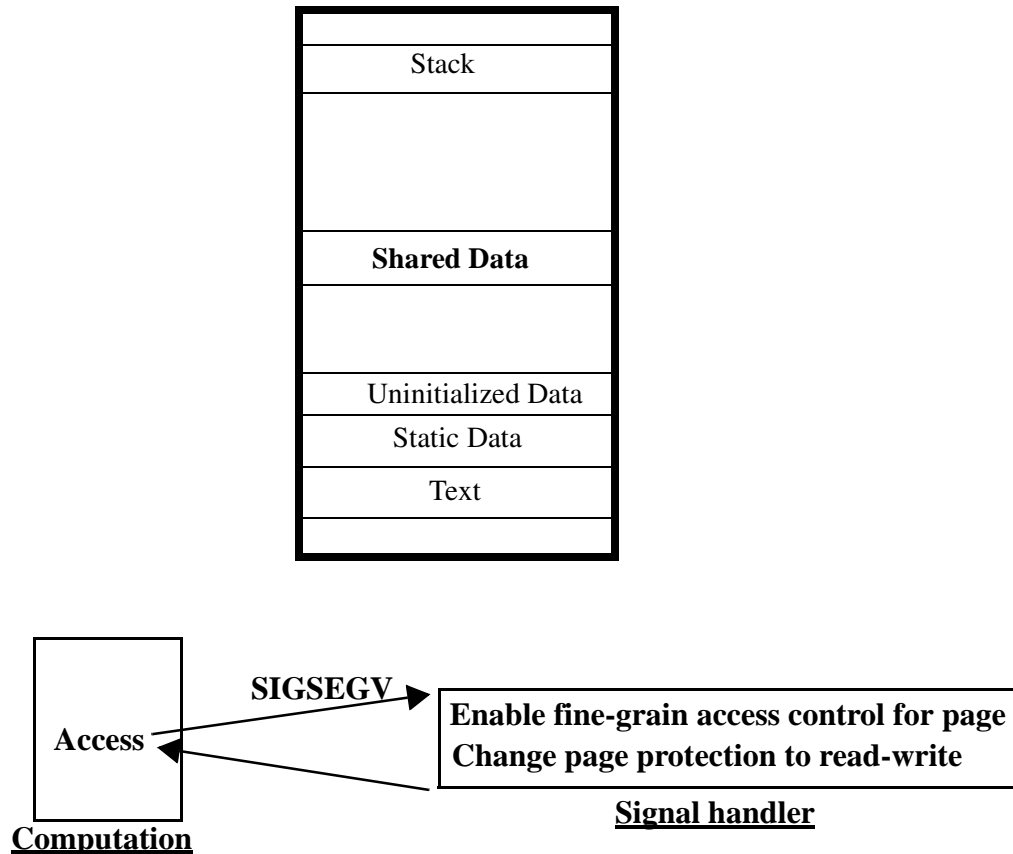 Stack
Shared Data
Uninitialized Data
Static Data
Text
SIGSEGV
Access
Enable fine-grain access control for page
Change page protection to read-write
Signal handler
Computation